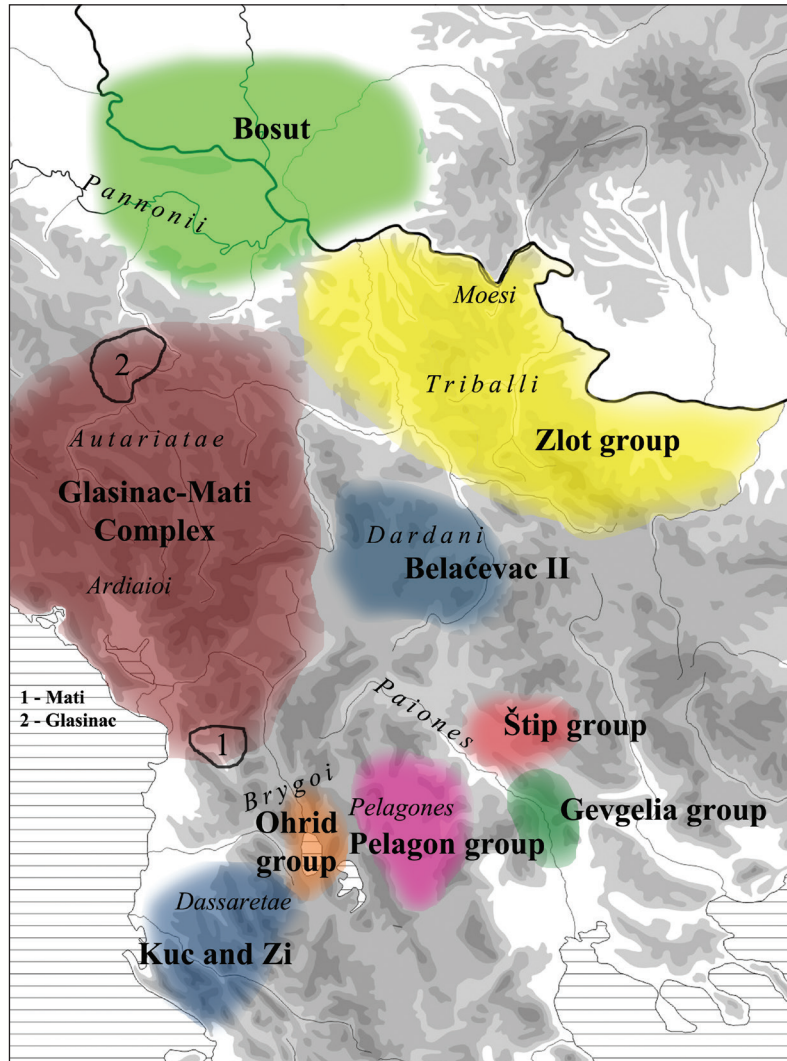 Bosut
Pannonii
Moesi
2
Triballi
Autariatae
Zlot group
Glasinac-Mati
Complex
Dardani
Belaćevac II
Ardiaioi
1 - Mati
2 - Glasinac
Paiones
Štip group
1
Brygoi
Pelagones
Gevgelia group
Ohrid
group
Pelagon group
Dassaretae
Kuc and Zi